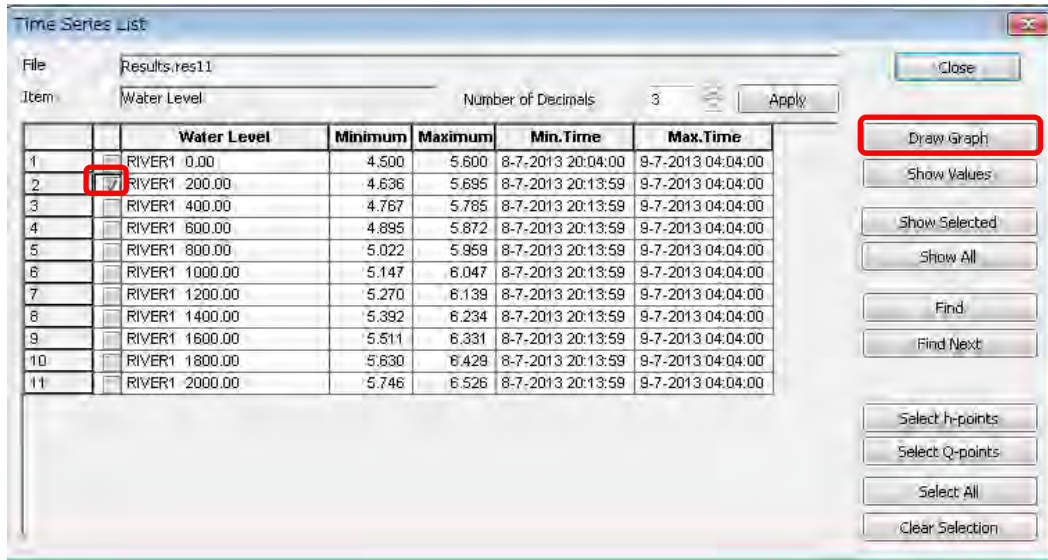 Time Series List
File Results.res11 Close
Item Water Level Number of Decimals 3 Apply
Water Level Minimum Maximum Min.Time Max.Time
1 RIVER1 0.00 4.500 5.600 8-7-2013 20:04:00 9-7-2013 04:04:00
2 RIVER1 200.00 4.636 5.695 8-7-2013 20:13:59 9-7-2013 04:04:00
3 RIVER1 400.00 4.767 5.785 8-7-2013 20:13:59 9-7-2013 04:04:00
4 RIVER1 600.00 4.895 5.872 8-7-2013 20:13:59 9-7-2013 04:04:00
5 RIVER1 800.00 5.022 5.959 8-7-2013 20:13:59 9-7-2013 04:04:00
6 RIVER1 1000.00 5.147 6.047 8-7-2013 20:13:59 9-7-2013 04:04:00
7 RIVER1 1200.00 5.270 6.139 8-7-2013 20:13:59 9-7-2013 04:04:00
8 RIVER1 1400.00 5.392 6.234 8-7-2013 20:13:59 9-7-2013 04:04:00
9 RIVER1 1600.00 5.511 6.331 8-7-2013 20:13:59 9-7-2013 04:04:00
10 RIVER1 1800.00 5.630 6.429 8-7-2013 20:13:59 9-7-2013 04:04:00
11 RIVER1 2000.00 5.746 6.526 8-7-2013 20:13:59 9-7-2013 04:04:00
Draw Graph
Show Values
Show Selected
Show All
Find
Find Next
Select h-points
Select Q-points
Select All
Clear Selection